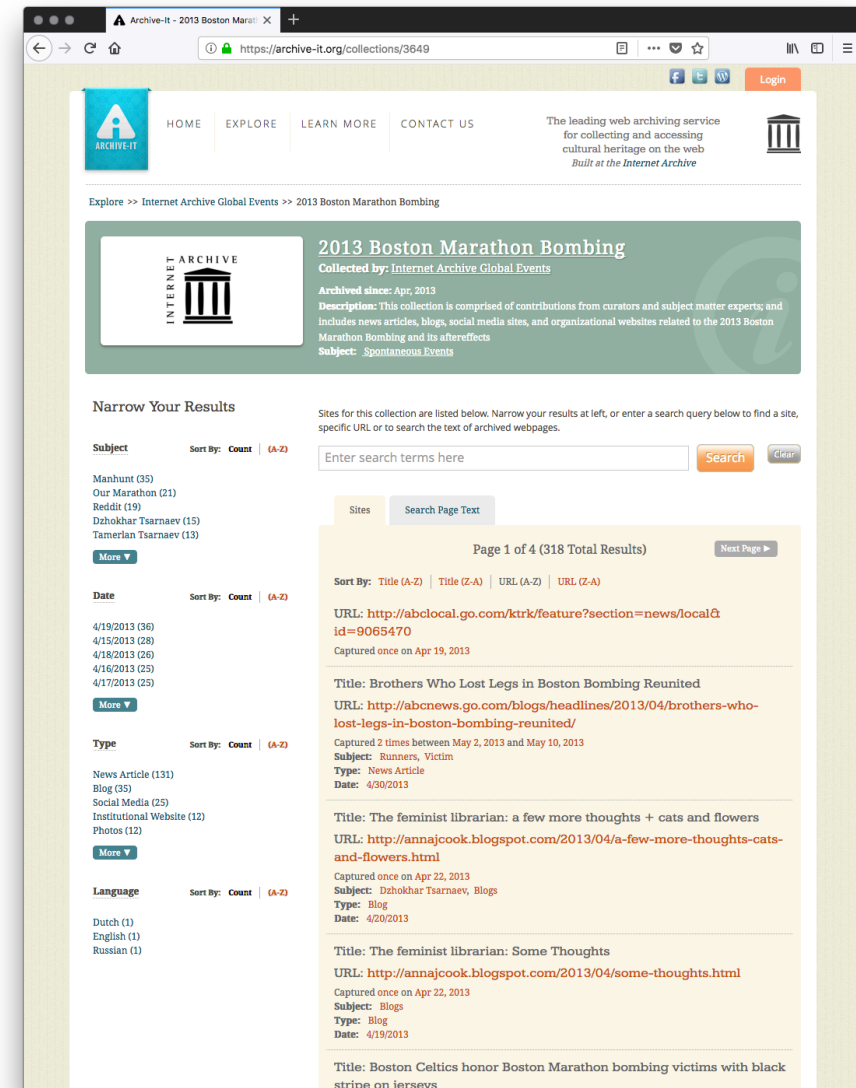 Archive-It - 2013 Boston Marat
https://archive-it.org/collections/3649
Login
ARCHIVE-IT
HOME
EXPLORE
LEARN MORE
CONTACT US
The leading web archiving service
for collecting and accessing
cultural heritage on the web
Built at the Internet Archive
Explore >> Internet Archive Global Events >> 2013 Boston Marathon Bombing
INTERNET ARCHIVE
2013 Boston Marathon Bombing
Collected by: Internet Archive Global Events
Archived since: Apr, 2013
Description: This collection is comprised of contributions from curators and subject matter experts; and
includes news articles, blogs, social media sites, and organizational websites related to the 2013 Boston
Marathon Bombing and its aftereffects
Subject: Spontaneous Events
Narrow Your Results
Subject Sort By: Count (A-Z)
Manhunt (35)
Our Marathon (21)
Reddit (19)
Dzhokhar Tsarnaev (15)
Tamerlan Tsarnaev (13)
More ▼
Date Sort By: Count (A-Z)
4/19/2013 (36)
4/15/2013 (28)
4/18/2013 (26)
4/16/2013 (25)
4/17/2013 (25)
More ▼
Type Sort By: Count (A-Z)
News Article (131)
Blog (35)
Social Media (25)
Institutional Website (12)
Photos (12)
More ▼
Language Sort By: Count (A-Z)
Dutch (1)
English (1)
Russian (1)
Sites for this collection are listed below. Narrow your results at left, or enter a search query below to find a site,
specific URL or to search the text of archived webpages.
Enter search terms here
Search
Clear
Sites
Search Page Text
Page 1 of 4 (318 Total Results)
Next Page ►
Sort By: Title (A-Z) Title (Z-A) URL (A-Z) URL (Z-A)
URL: http://abclocal.go.com/ktrk/feature?section=news/local&
id=9065470
Captured once on Apr 19, 2013
Title: Brothers Who Lost Legs in Boston Bombing Reunited
URL: http://abcnews.go.com/blogs/headlines/2013/04/brothers-who-
lost-legs-in-boston-bombing-reunited/
Captured 2 times between May 2, 2013 and May 10, 2013
Subject: Runners, Victim
Type: News Article
Date: 4/30/2013
Title: The feminist librarian: a few more thoughts + cats and flowers
URL: http://annajcook.blogspot.com/2013/04/a-few-more-thoughts-cats-
and-flowers.html
Captured once on Apr 22, 2013
Subject: Dzhokhar Tsarnaev, Blogs
Type: Blog
Date: 4/20/2013
Title: The feminist librarian: Some Thoughts
URL: http://annajcook.blogspot.com/2013/04/some-thoughts.html
Captured once on Apr 22, 2013
Subject: Blogs
Type: Blog
Date: 4/19/2013
Title: Boston Celtics honor Boston Marathon bombing victims with black
stripe on jerseys